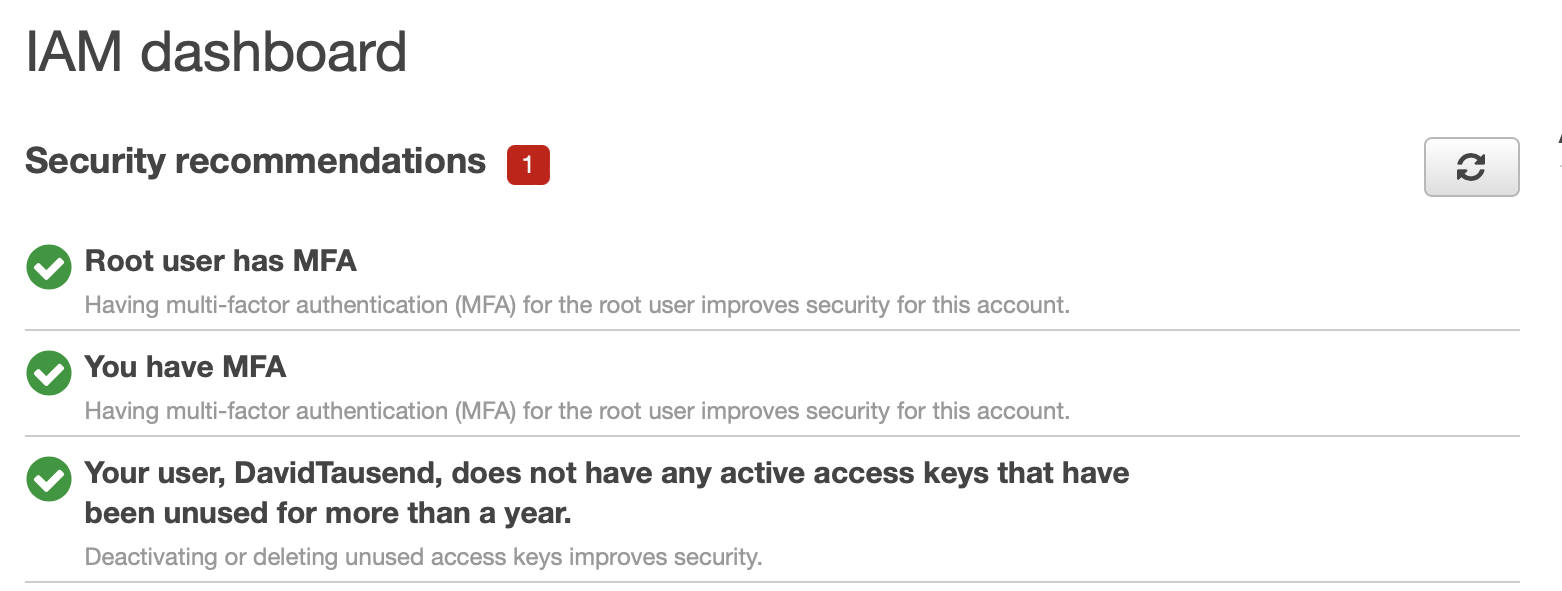 IAM dashboard
Security recommendations 1
Root user has MFA
Having multi-factor authentication (MFA) for the root user improves security for this account.
You have MFA
Having multi-factor authentication (MFA) for the root user improves security for this account.
Your user, DavidTausend, does not have any active access keys that have
been unused for more than a year.
Deactivating or deleting unused access keys improves security.